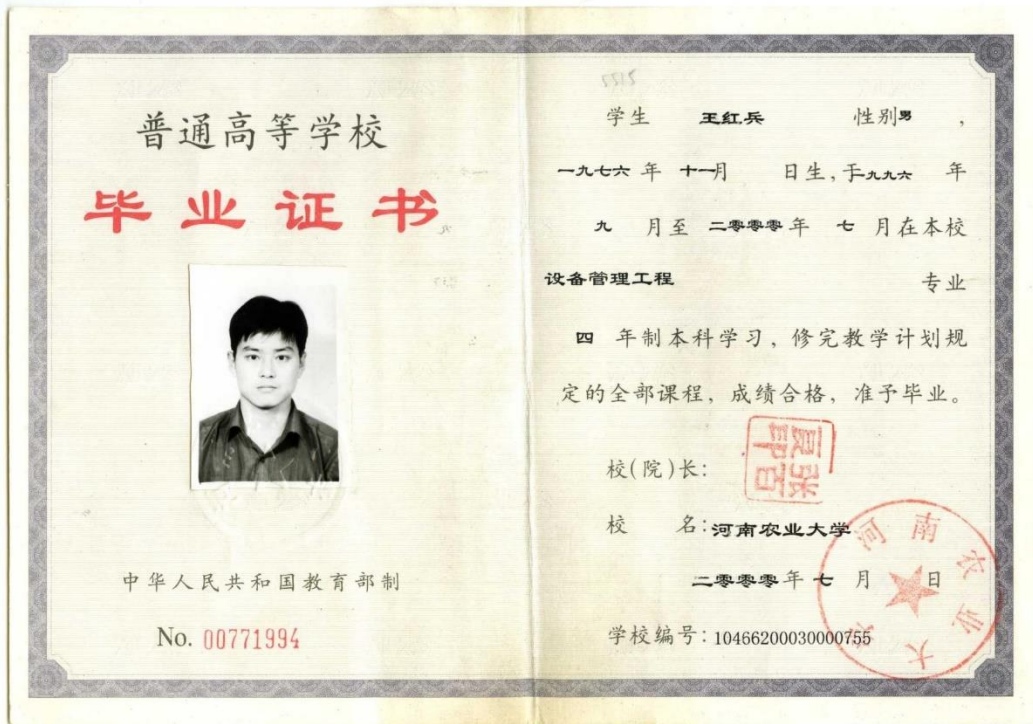 普通高等学校
毕业证书
中华人民共和国教育部制
No. 00771994
学生 王红兵 性别男,
一九七六年 十一月 日生,于九九六 年
九 月至 二零零零年 七 月在本校
设备管理工程 专业
四 年制本科学习，修完教学计划规
定的全部课程，成绩合格，准予毕业。
校(院)长:
校 名:河南农业大学
二零零零年七 月 日
学校编号:10466200030000755
河南农业大学